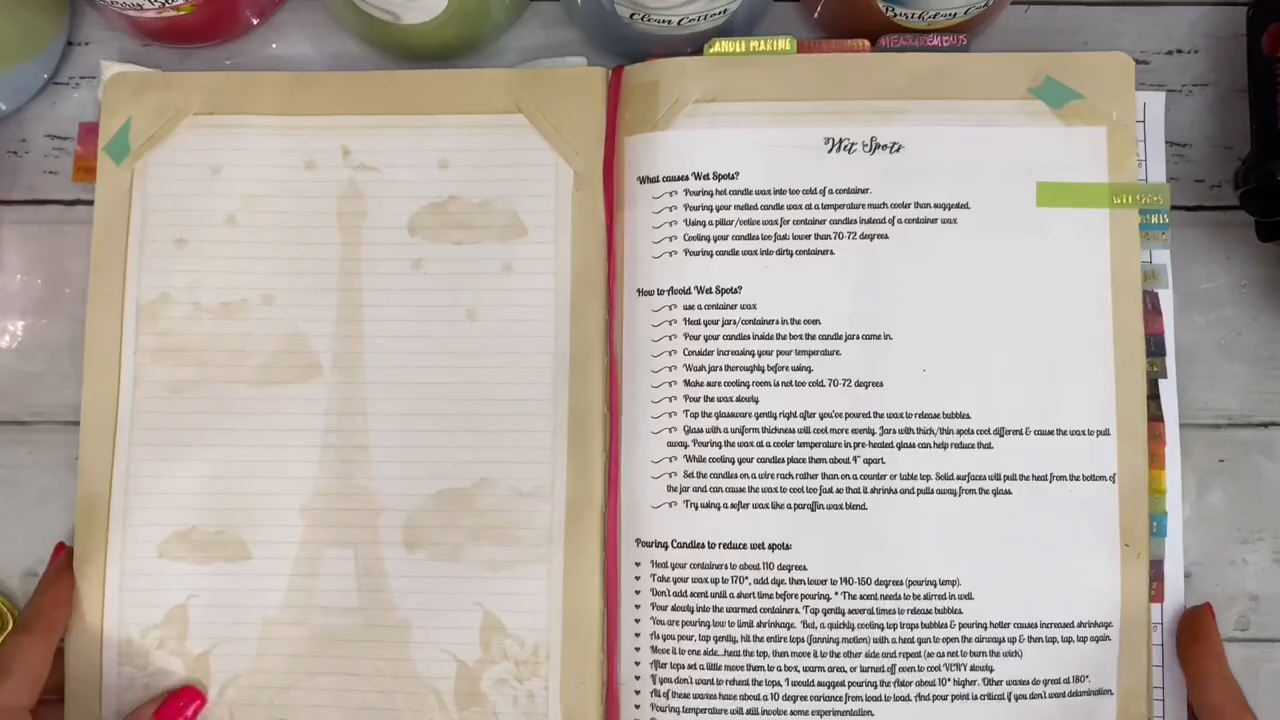 Clean Cotton
Birthday Cake
CANDLE MAKING
MEASUREMENTS
Wet Spots
WET SPOTS
What causes Wet Spots?
Pouring hot candle wax into too cold of a container.
Pouring your melted candle wax at a temperature much cooler than suggested.
Using a pillar/votive wax for container candles instead of a container wax
Cooling your candles too fast: lower than 70-72 degrees.
Pouring candle wax into dirty containers.
How to Avoid Wet Spots?
use a container wax
Heat your jars/containers in the oven.
Pour your candles inside the box the candle jars came in.
Consider increasing your pour temperature.
Wash jars thoroughly before using.
Make sure cooling room is not too cold. 70-72 degrees
Pour the wax slowly
Tap the glassware gently right after you've poured the wax to release bubbles.
Glass with a uniform thickness will cool more evenly. Jars with thick/thin spots cool different & cause the wax to pull
away. Pouring the wax at a cooler temperature in pre-heated glass can help reduce that.
While cooling your candles place them about 4" apart.
Set the candles on a wire rack rather than on a counter or table top. Solid surfaces will pull the heat from the bottom of
the jar and can cause the wax to cool too fast so that it shrinks and pulls away from the glass.
Try using a softer wax like a paraffin wax blend.
Pouring Candles to reduce wet spots:
Heat your containers to about 110 degrees.
Take your wax up to 170°, add dye, then lower to 140-150 degrees (pouring temp).
Don't add scent until a short time before pouring. * The scent needs to be stirred in well.
Pour slowly into the warmed containers. Tap gently several times to release bubbles.
You are pouring low to limit shrinkage. But, a quickly cooling top traps bubbles & pouring hotter causes increased shrinkage.
As you pour, tap gently, hit the entire tops (fanning motion) with a heat gun to open the airways up & then tap, tap, tap again.
Move it to one side...heat the top, then move it to the other side and repeat (so as not to burn the wick)
After tops set a little move them to a box, warm area, or turned off oven to cool VERY slowly.
If you don't want to reheat the tops, I would suggest pouring the Astor about 10° higher. Other waxes do great at 180°.
All of these waxes have about a 10 degree variance from load to load. And pour point is critical if you don't want delamination.
Pouring temperature will still involve some experimentation.